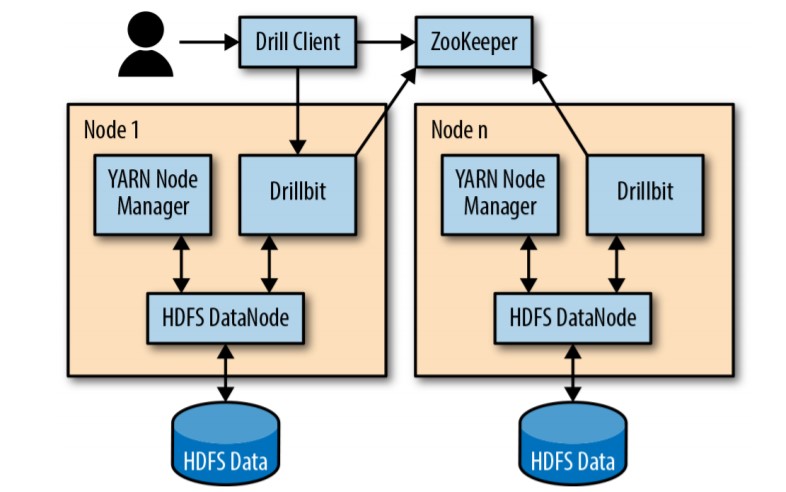 Drill Client
ZooKeeper
Node 1
YARN Node
Manager
Drillbit
HDFS DataNode
HDFS Data
Node n
YARN Node
Manager
Drillbit
HDFS DataNode
HDFS Data